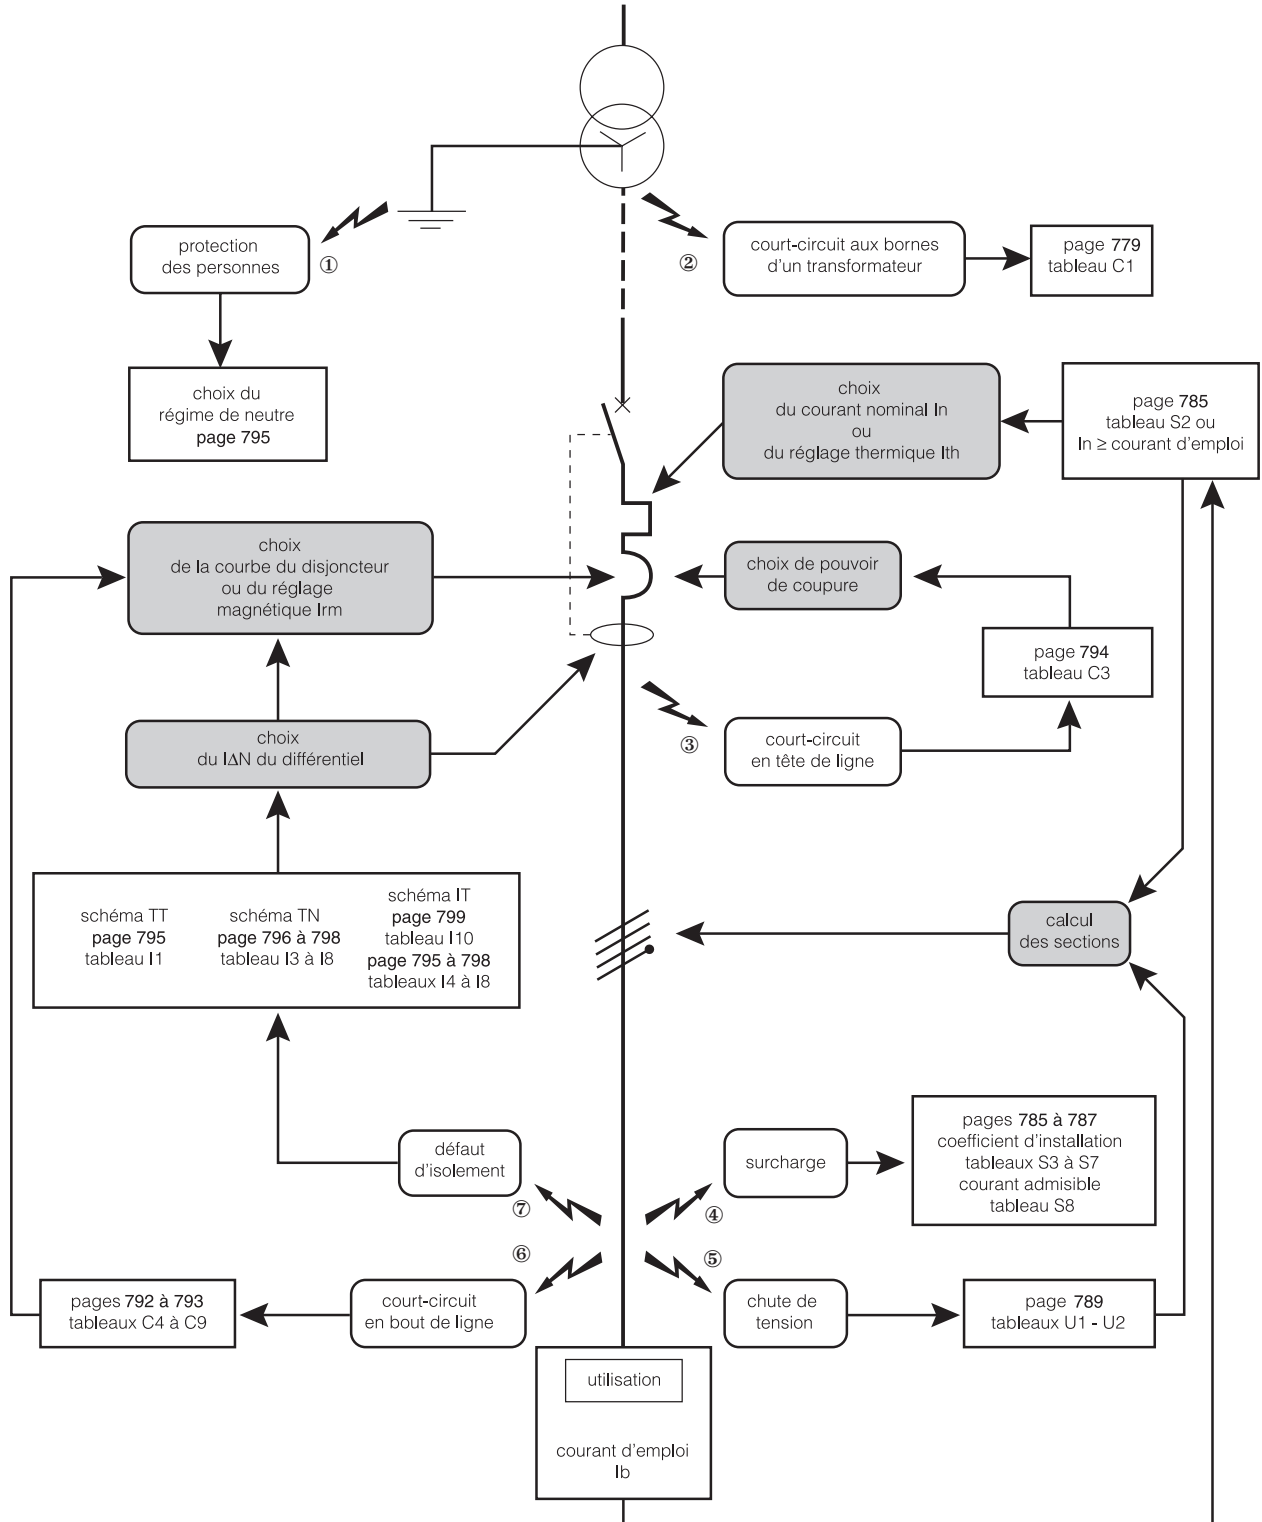 protection
des personnes
①
②
court-circuit aux bornes
d'un transformateur
page 779
tableau C1
choix du
régime de neutre
page 795
choix
du courant nominal In
ou
du réglage thermique Ith
page 785
tableau S2 ou
In ≥ courant d'emploi
choix
de la courbe du disjoncteur
ou du réglage
magnétique Irm
choix de pouvoir
de coupure
page 794
tableau C3
choix
du I∆N du différentiel
③
court-circuit
en tête de ligne
schéma TT
page 795
tableau I1
schéma TN
page 796 à 798
tableau I3 à I8
schéma IT
page 799
tableau I10
page 795 à 798
tableaux I4 à I8
calcul
des sections
défaut
d'isolement
⑦
surcharge
④
pages 785 à 787
coefficient d'installation
tableaux S3 à S7
courant admisible
tableau S8
⑥
⑤
pages 792 à 793
tableaux C4 à C9
court-circuit
en bout de ligne
chute de
tension
page 789
tableaux U1 - U2
utilisation
courant d'emploi
Ib